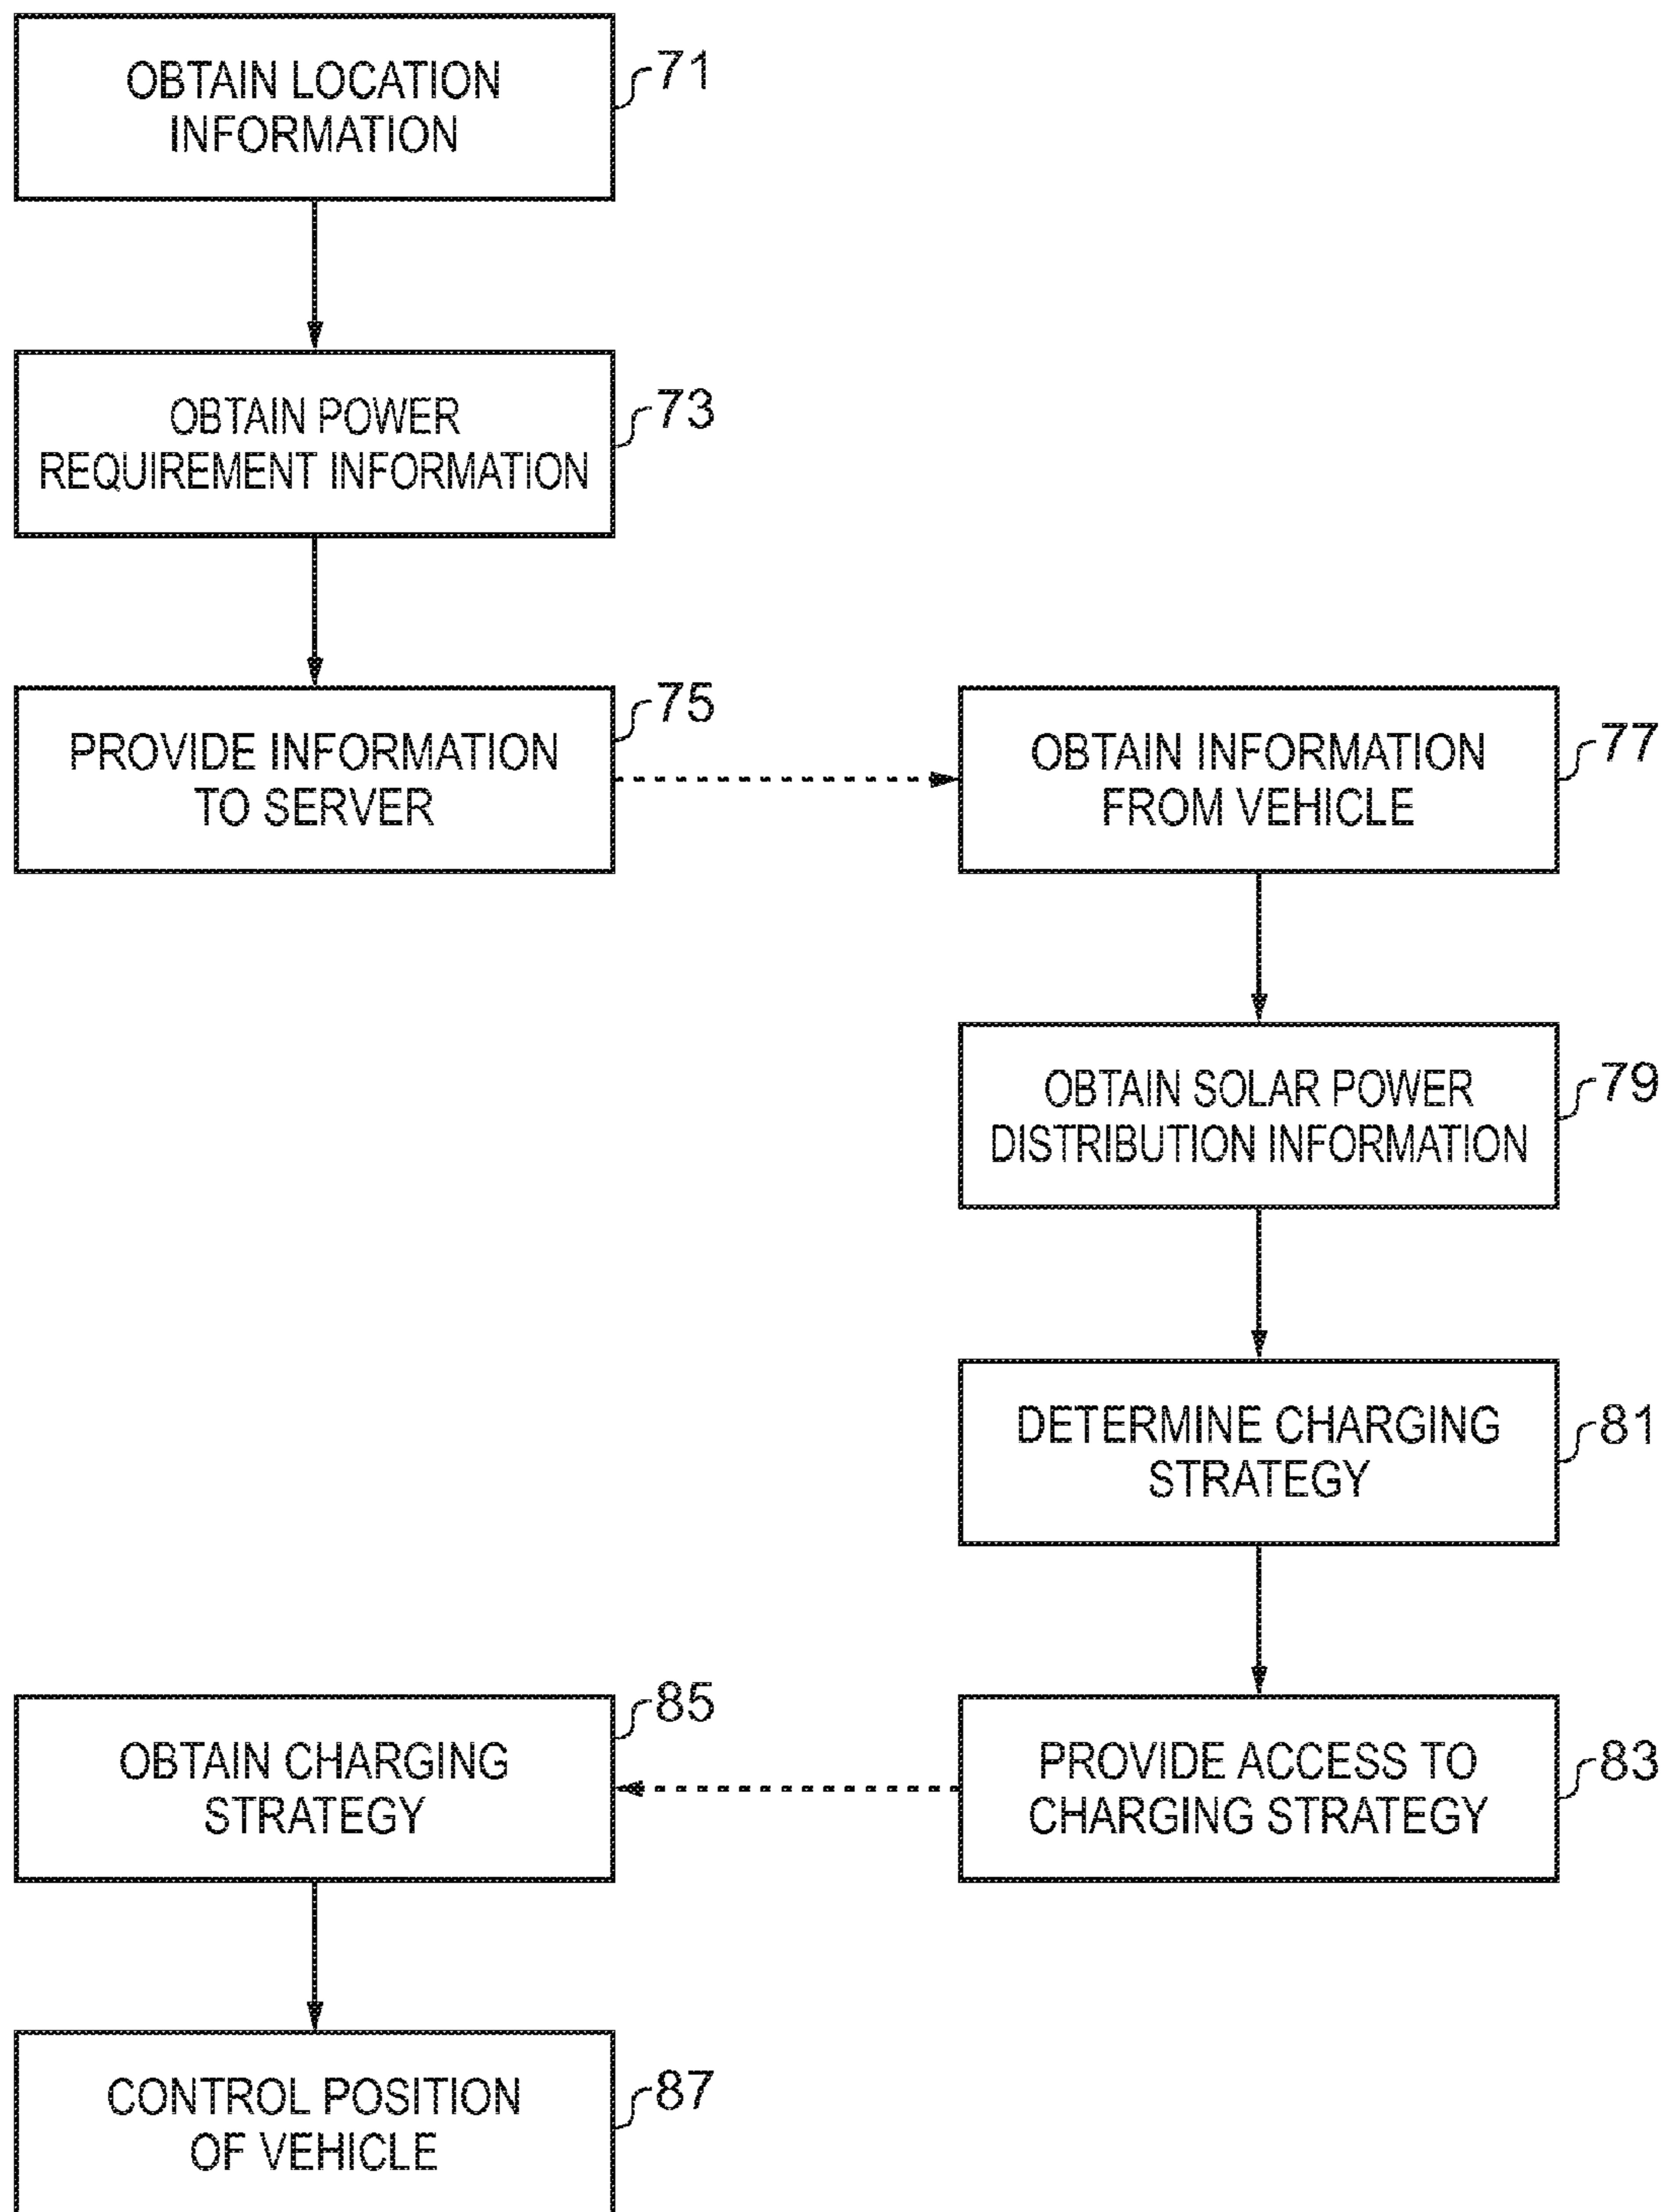 OBTAIN LOCATION
INFORMATION
71
OBTAIN POWER
REQUIREMENT INFORMATION
73
PROVIDE INFORMATION
TO SERVER
75
OBTAIN INFORMATION
FROM VEHICLE
77
OBTAIN SOLAR POWER
DISTRIBUTION INFORMATION
79
DETERMINE CHARGING
STRATEGY
81
PROVIDE ACCESS TO
CHARGING STRATEGY
83
OBTAIN CHARGING
STRATEGY
85
CONTROL POSITION
OF VEHICLE
87